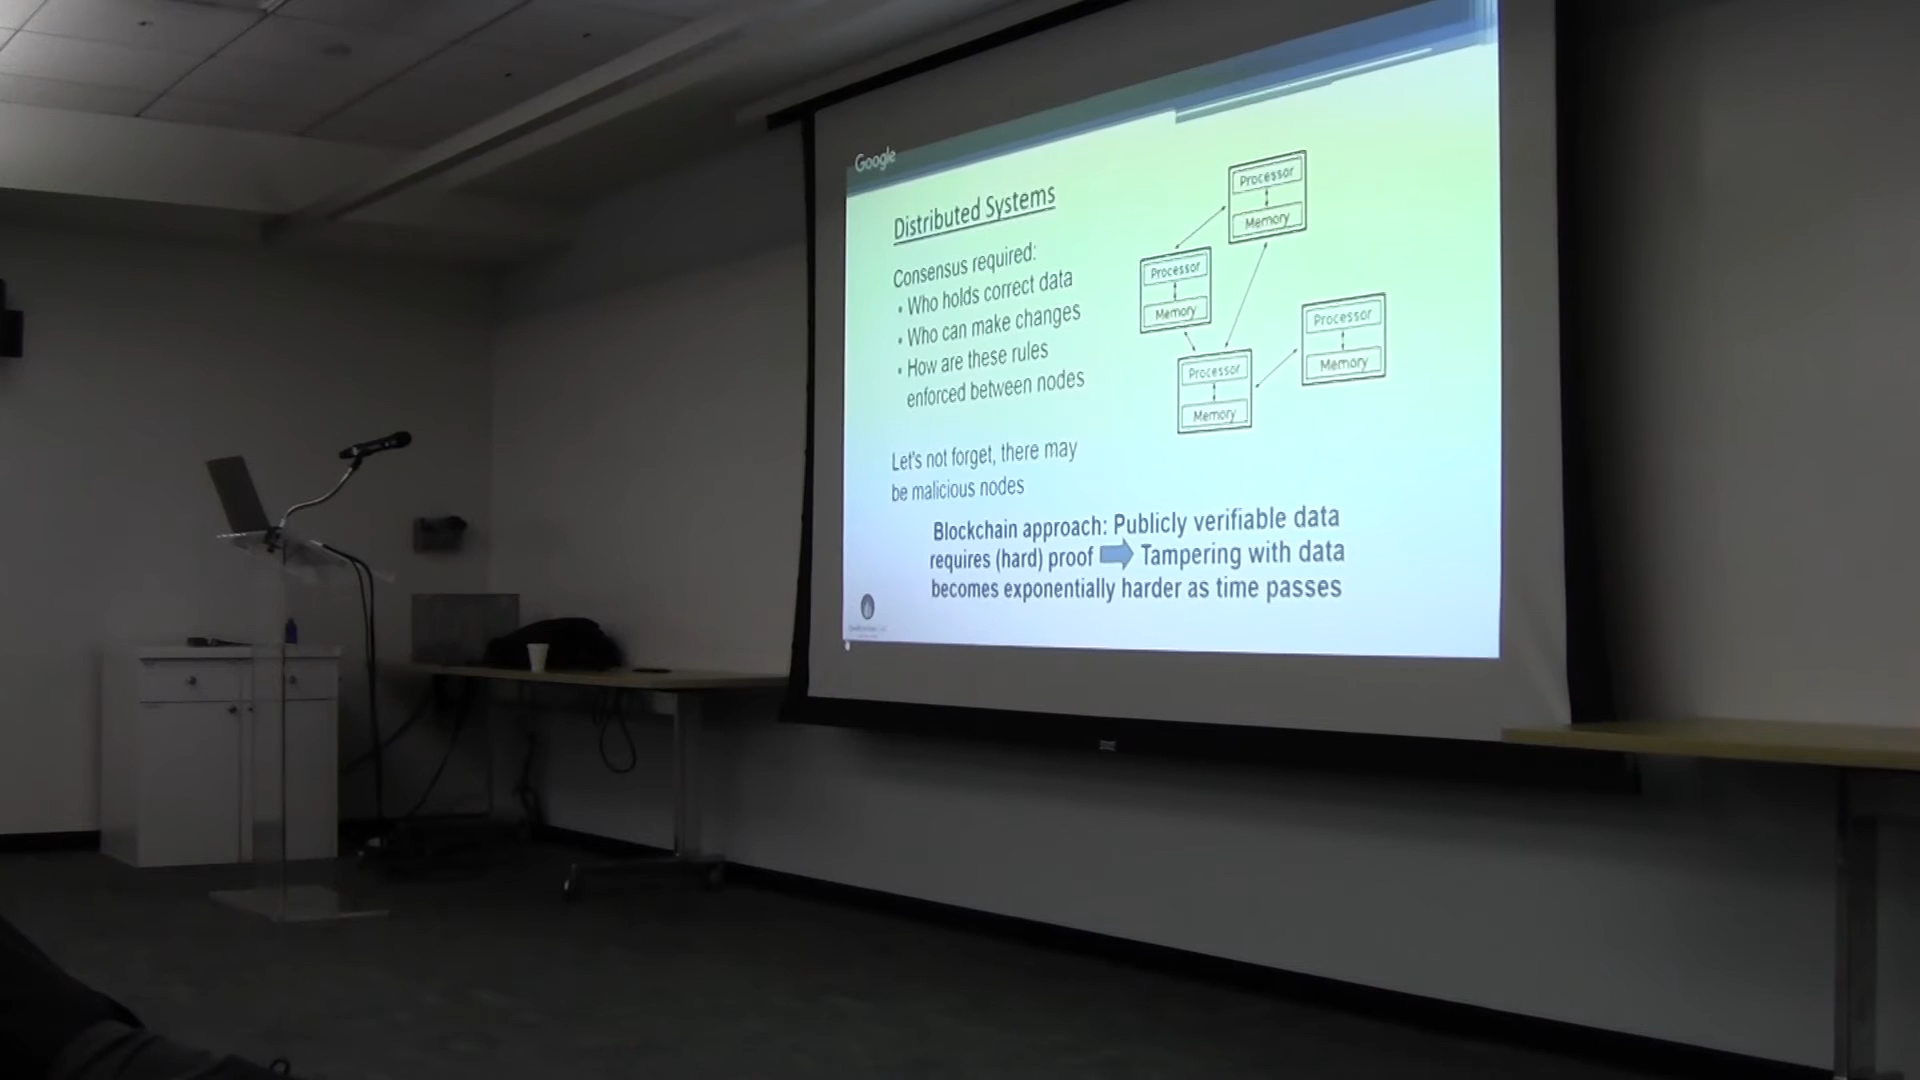 Google
Distributed Systems
Consensus required:
• Who holds correct data
• Who can make changes
• How are these rules
enforced between nodes
Let's not forget, there may
be malicious nodes
Processor
Memory
Processor
Memory
Processor
Memory
Processor
Memory
Blockchain approach: Publicly verifiable data
requires (hard) proof Tampering with data
becomes exponentially harder as time passes